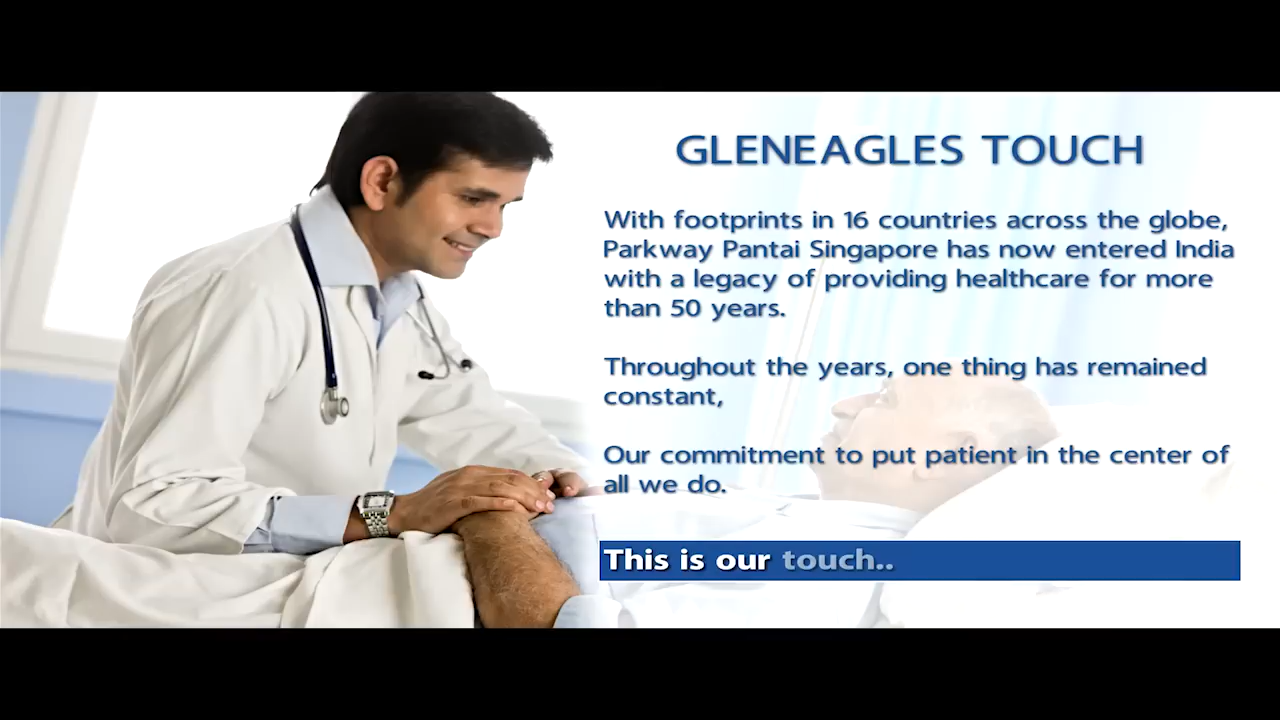 GLENEAGLES TOUCH
With footprints in 16 countries across the globe,
Parkway Pantai Singapore has now entered India
with a legacy of providing healthcare for more
than 50 years.
Throughout the years, one thing has remained
constant,
Our commitment to put patient in the center of
all we do.
This is our touch..